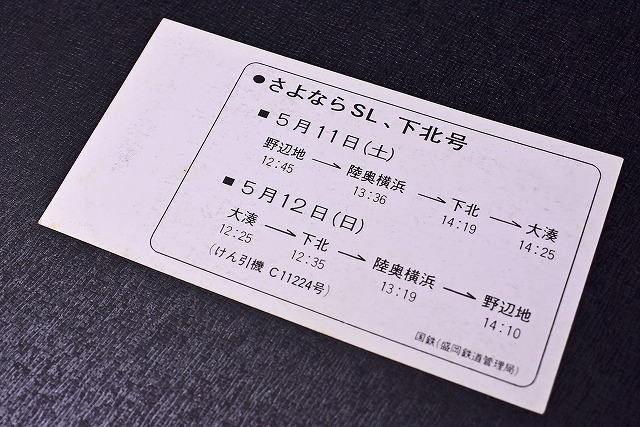 ●さよならSL、下北号
■5月11日(土)
野辺地→陸奥横浜→下北→大湊
12:45 13:36 14:19 14:25
■5月12日(日)
大湊→下北→陸奥横浜→野辺地
12:25 12:35 13:19 14:10
(けん引機 C11224号)
国鉄(盛岡鉄道管理局)